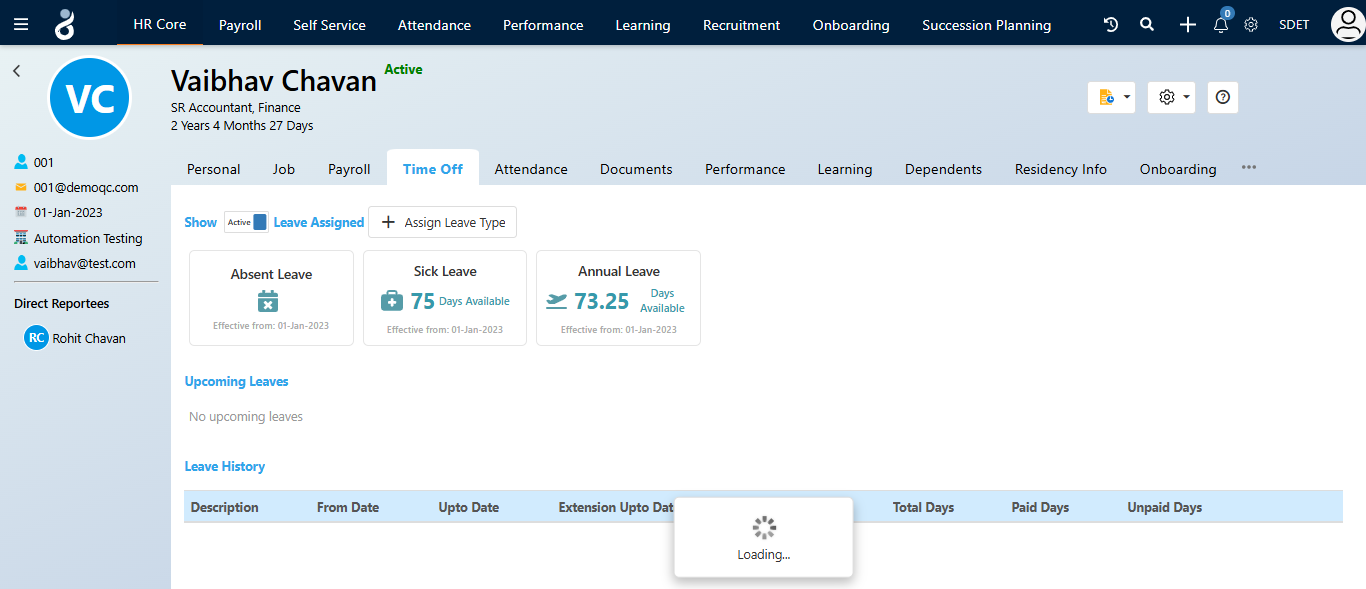 HR Core Payroll Self Service Attendance Performance Learning Recruitment Onboarding Succession Planning 0 SDET
VC
Vaibhav Chavan Active
SR Accountant, Finance
2 Years 4 Months 27 Days
001
001@demoqc.com
01-Jan-2023
Automation Testing
vaibhav@test.com
Direct Reportees
RC Rohit Chavan
Personal Job Payroll Time Off Attendance Documents Performance Learning Dependents Residency Info Onboarding
Show Active Leave Assigned Assign Leave Type
Absent Leave
Effective from: 01-Jan-2023
Sick Leave
75 Days Available
Effective from: 01-Jan-2023
Annual Leave
73.25 Days
Available
Effective from: 01-Jan-2023
Upcoming Leaves
No upcoming leaves
Leave History
Description From Date Upto Date Extension Upto Dat Total Days Paid Days Unpaid Days
Loading...